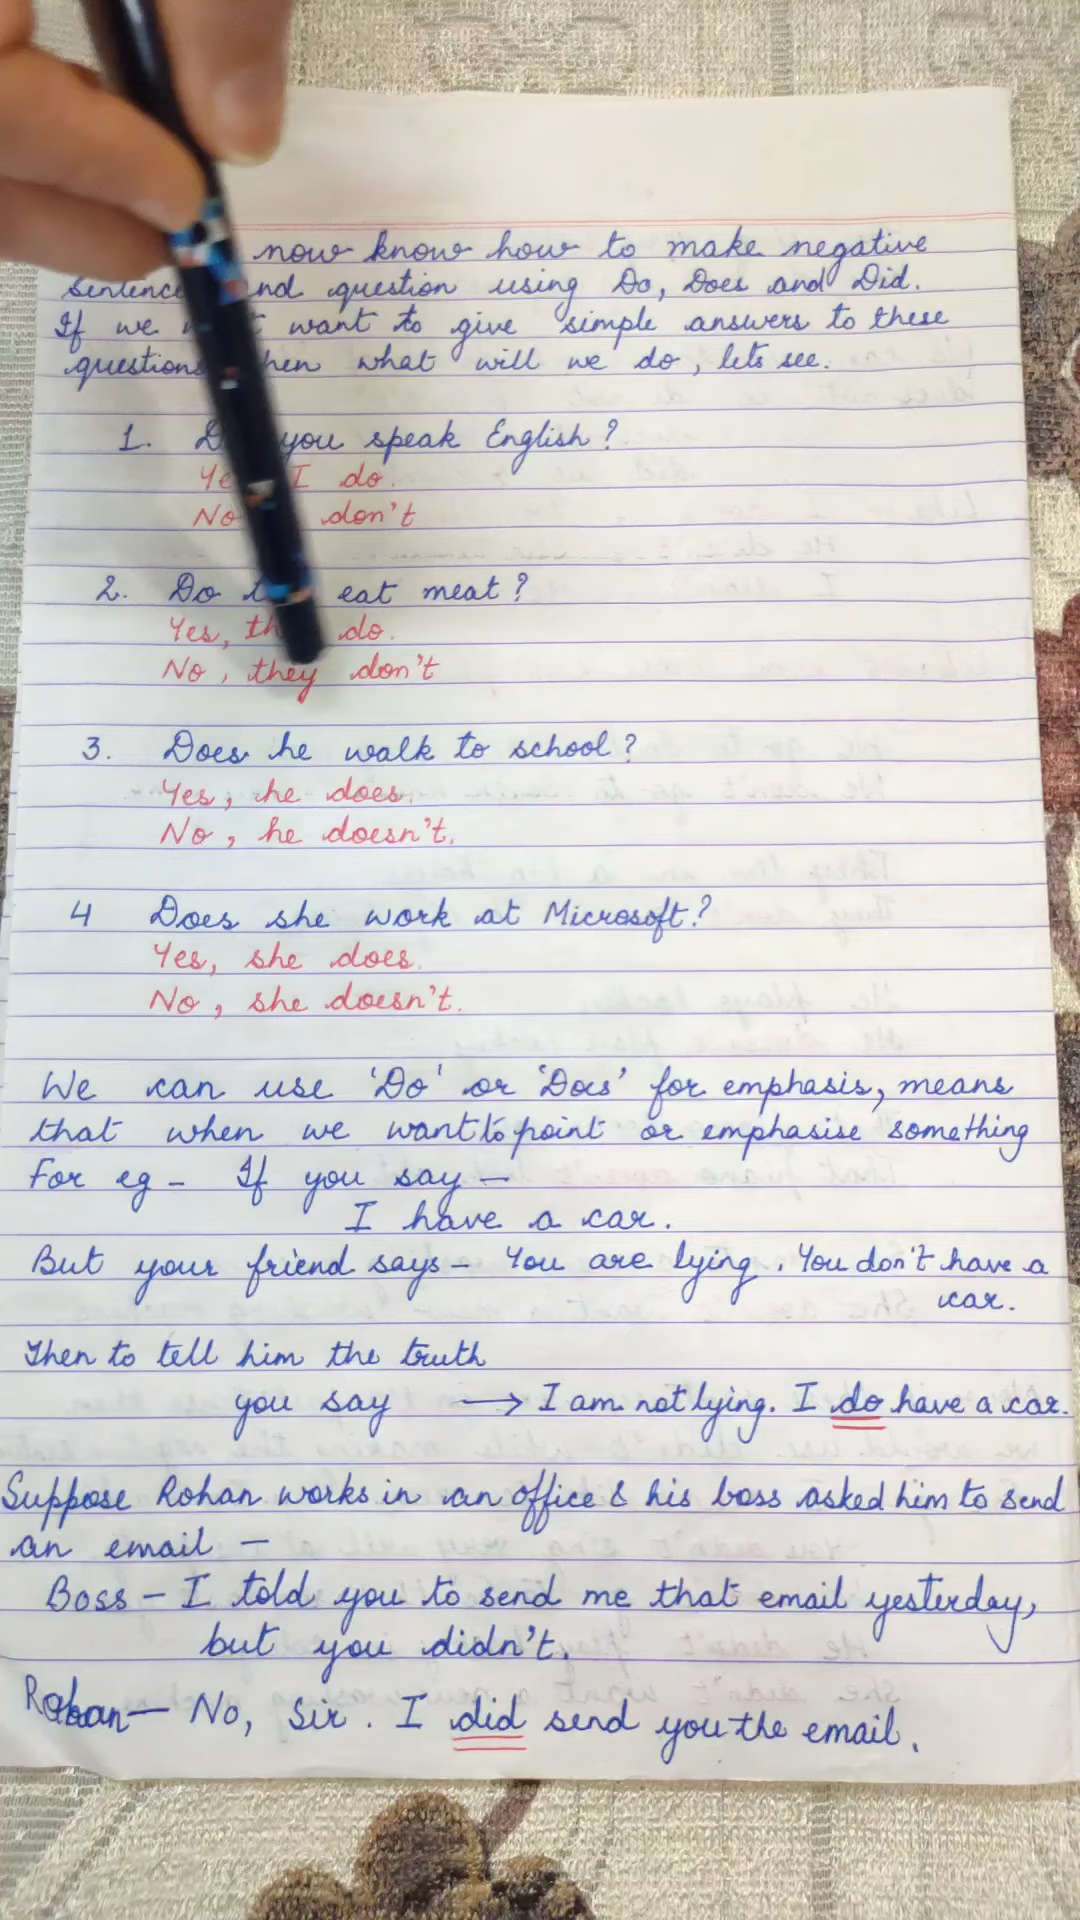 now know how to make negative
nd question using Do, Does and Did.
If we want to give simple answers to these
question hen what will we do, lets see.
1. you speak English?
I do.
No don't
2. Do eat meat?
Yes, do.
No, they don't
3. Does he walk to school?
Yes, he does.
No, he doesn't.
4 Does she work at Microsoft?
Yes, she does.
No, she doesn't.
We can use 'Do' or 'Does' for emphasis, means
that when we want to point or emphasise something
For eg - If you say -
I have a car.
But your friend says - You are lying. You don't have a
car.
Then to tell him the truth
you say → I am not lying. I do have a car.
Suppose Rohan works in an office & his boss asked him to send
an email -
Boss - I told you to send me that email yesterday,
but you didn't.
Rohan - No, Sir. I did send you the email.